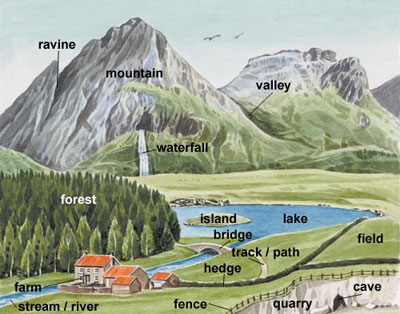 ravine
mountain
valley
waterfall
forest
island
lake
bridge
field
track / path
hedge
farm
cave
stream / river
fence
quarry